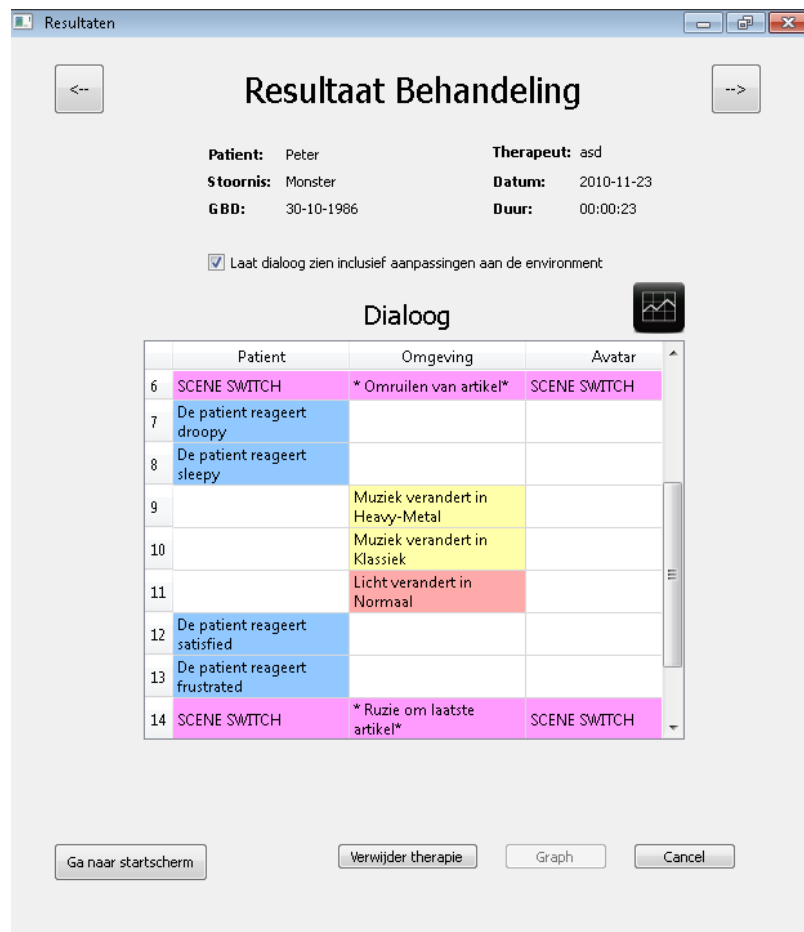 Resultaten
<-- Resultaat Behandeling -->
Patient: Peter Therapeut: asd
Stoornis: Monster Datum: 2010-11-23
GBD: 30-10-1986 Duur: 00:00:23
Laat dialoog zien inclusief aanpassingen aan de environment
Dialoog
Patient Omgeving Avatar
6 SCENE SWITCH * Omruilen van artikel* SCENE SWITCH
7 De patient reageert
droopy
8 De patient reageert
sleepy
9 Muziek verandert in
Heavy-Metal
10 Muziek verandert in
Klassiek
11 Licht verandert in
Normaal
12 De patient reageert
satisfied
13 De patient reageert
frustrated
14 SCENE SWITCH * Ruzie om laatste
artikel* SCENE SWITCH
Ga naar startscherm Verwijder therapie Graph Cancel